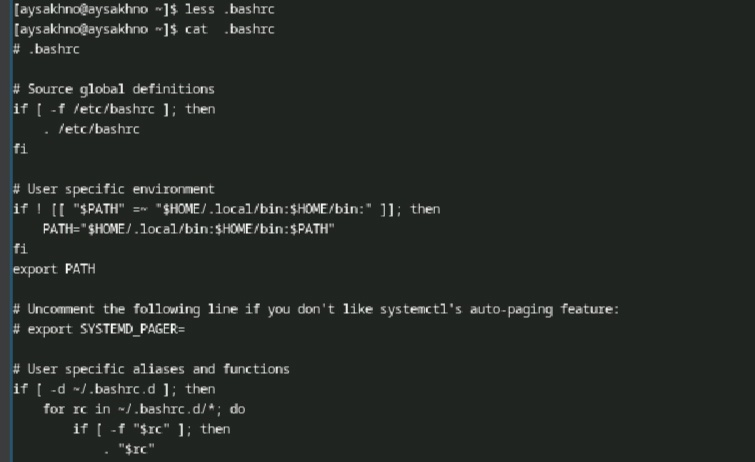 [aysakhno@aysakhno ~]$ less .bashrc
[aysakhno@aysakhno ~]$ cat  .bashrc
# .bashrc

# Source global definitions
if [ -f /etc/bashrc ]; then
    . /etc/bashrc
fi

# User specific environment
if ! [[ "$PATH" =~ "$HOME/.local/bin:$HOME/bin:" ]]; then
    PATH="$HOME/.local/bin:$HOME/bin:$PATH"
fi
export PATH

# Uncomment the following line if you don't like systemctl's auto-paging feature:
# export SYSTEMD_PAGER=

# User specific aliases and functions
if [ -d ~/.bashrc.d ]; then
    for rc in ~/.bashrc.d/*; do
        if [ -f "$rc" ]; then
            . "$rc"